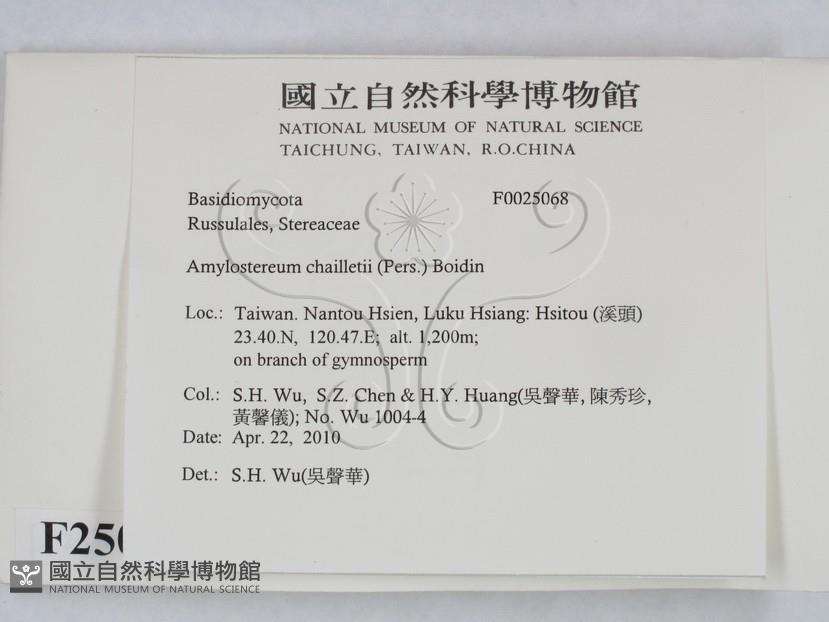 國立自然科學博物館
NATIONAL MUSEUM OF NATURAL SCIENCE
TAICHUNG, TAIWAN, R.O.CHINA
Basidiomycota F0025068
Russulales, Stereaceae
Amylostereum chailletii (Pers.) Boidin
Loc.: Taiwan. Nantou Hsien, Luku Hsiang: Hsitou (溪頭)
23.40.N, 120.47.E; alt. 1,200m;
on branch of gymnosperm
Col.: S.H. Wu, S.Z. Chen & H.Y. Huang(吳聲華, 陳秀珍,
黃馨儀); No. Wu 1004-4
Date: Apr. 22, 2010
Det.: S.H. Wu(吳聲華)
F250
國立自然科學博物館
NATIONAL MUSEUM OF NATURAL SCIENCE